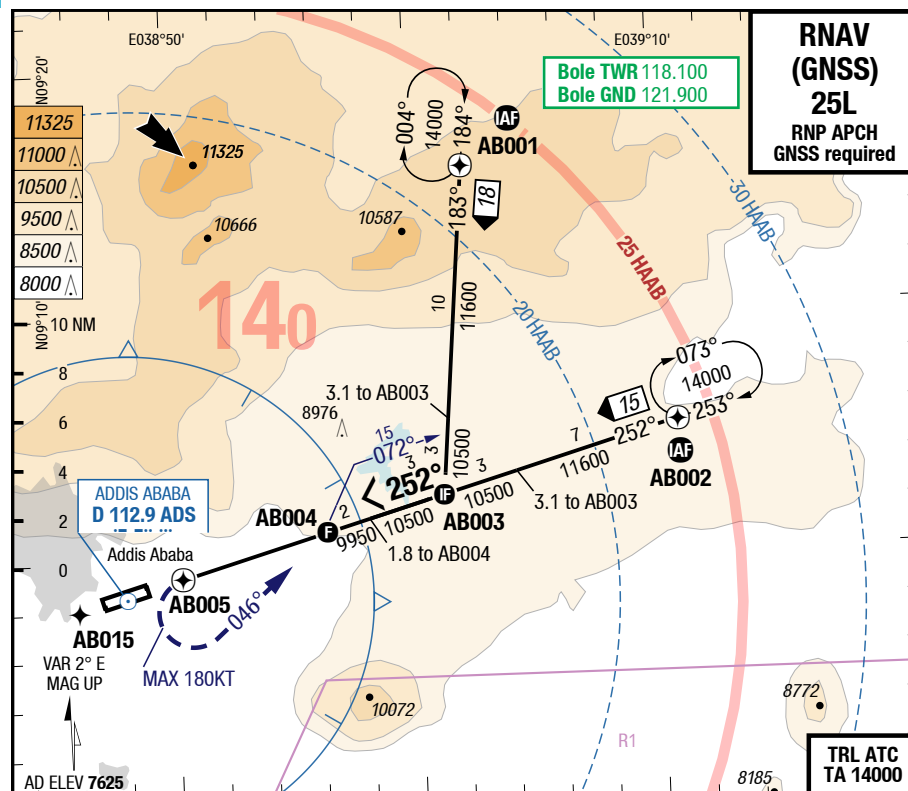 E038°50'
E039°10'
RNAV
(GNSS)
25L
RNP APCH
GNSS required
Bole TWR 118.100
Bole GND 121.900
N09°20'
11325
11000
10500
9500
8500
8000
11325
10666
10587
004°
14000
184°
IAF
AB001
183°
18
10
11600
30 HAAB
25 HAAB
20 HAAB
140
N09°10'
10 NM
8
6
4
2
0
3.1 to AB003
8976
15
072°
3
3
10500
073°
14000
253°
15
252°
7
11600
IAF
AB002
252°
3
10500
3.1 to AB003
IF
AB003
ADDIS ABABA
D 112.9 ADS
Addis Ababa
AB004
F
2
9950
10500
1.8 to AB004
AB005
046°
AB015
VAR 2° E
MAG UP
MAX 180KT
10072
8772
R1
8185
AD ELEV 7625
TRL ATC
TA 14000